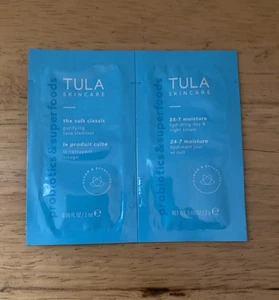 TULA
SKINCARE
the cult classic
purifying
face cleanser
le produit culte
nettoyant
visage
probiotics & superfoods
TULA
SKINCARE
24-7 moisture
hydrating day &
night cream
24-7 moisture
hydratant jour
et nuit
probiotics & superfoods